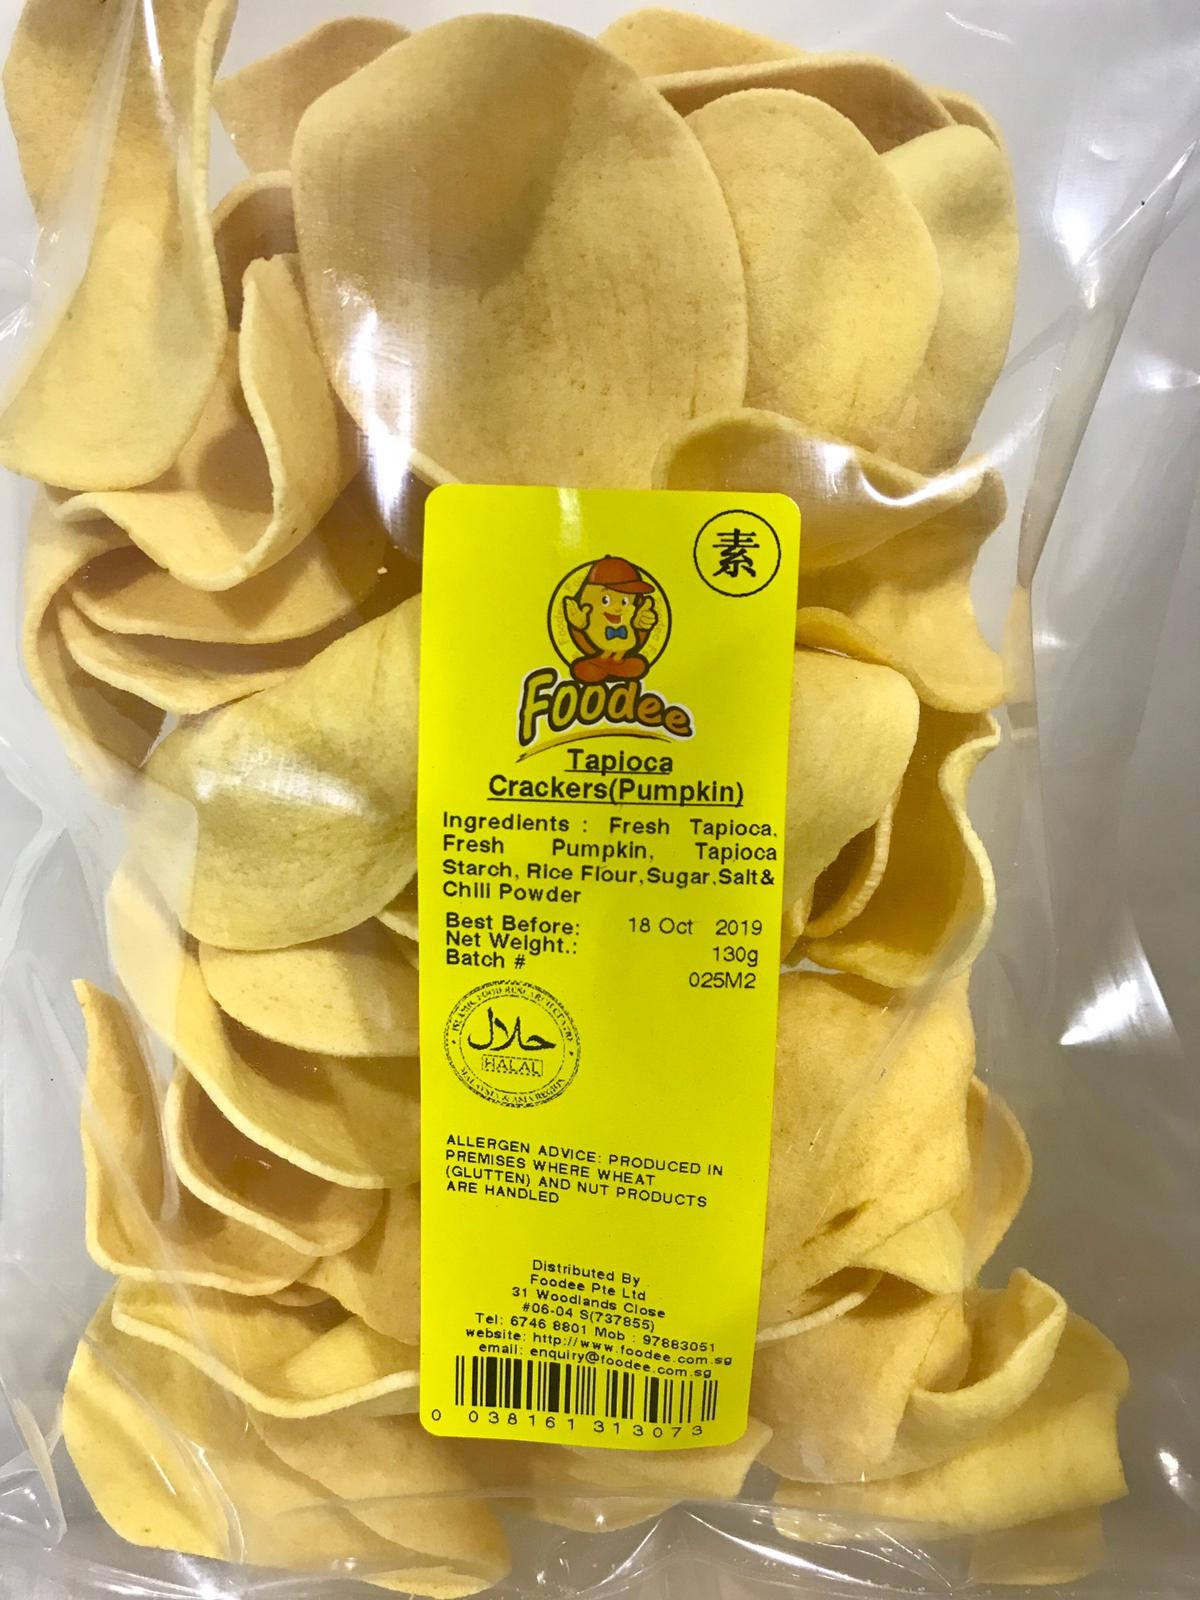 素
Foodee
Tapioca
Crackers(Pumpkin)
Ingredients : Fresh Tapioca,
Fresh Pumpkin, Tapioca
Starch, Rice Flour,Sugar,Salt&
Chili Powder
Best Before: 18 Oct 2019
Net Weight.: 130g
Batch # 025M2
حلال
HALAL
MALAYSIA & ASIA REGION
ALLERGEN ADVICE: PRODUCED IN
PREMISES WHERE WHEAT
(GLUTTEN) AND NUT PRODUCTS
ARE HANDLED
Distributed By
Foodee Pte Ltd
31 Woodlands Close
#06-04 S(737855)
Tel: 6746 8801 Mob : 97883051
website: http://www.foodee.com.sg
email: enquiry@foodee.com.sg
0 038161 313073